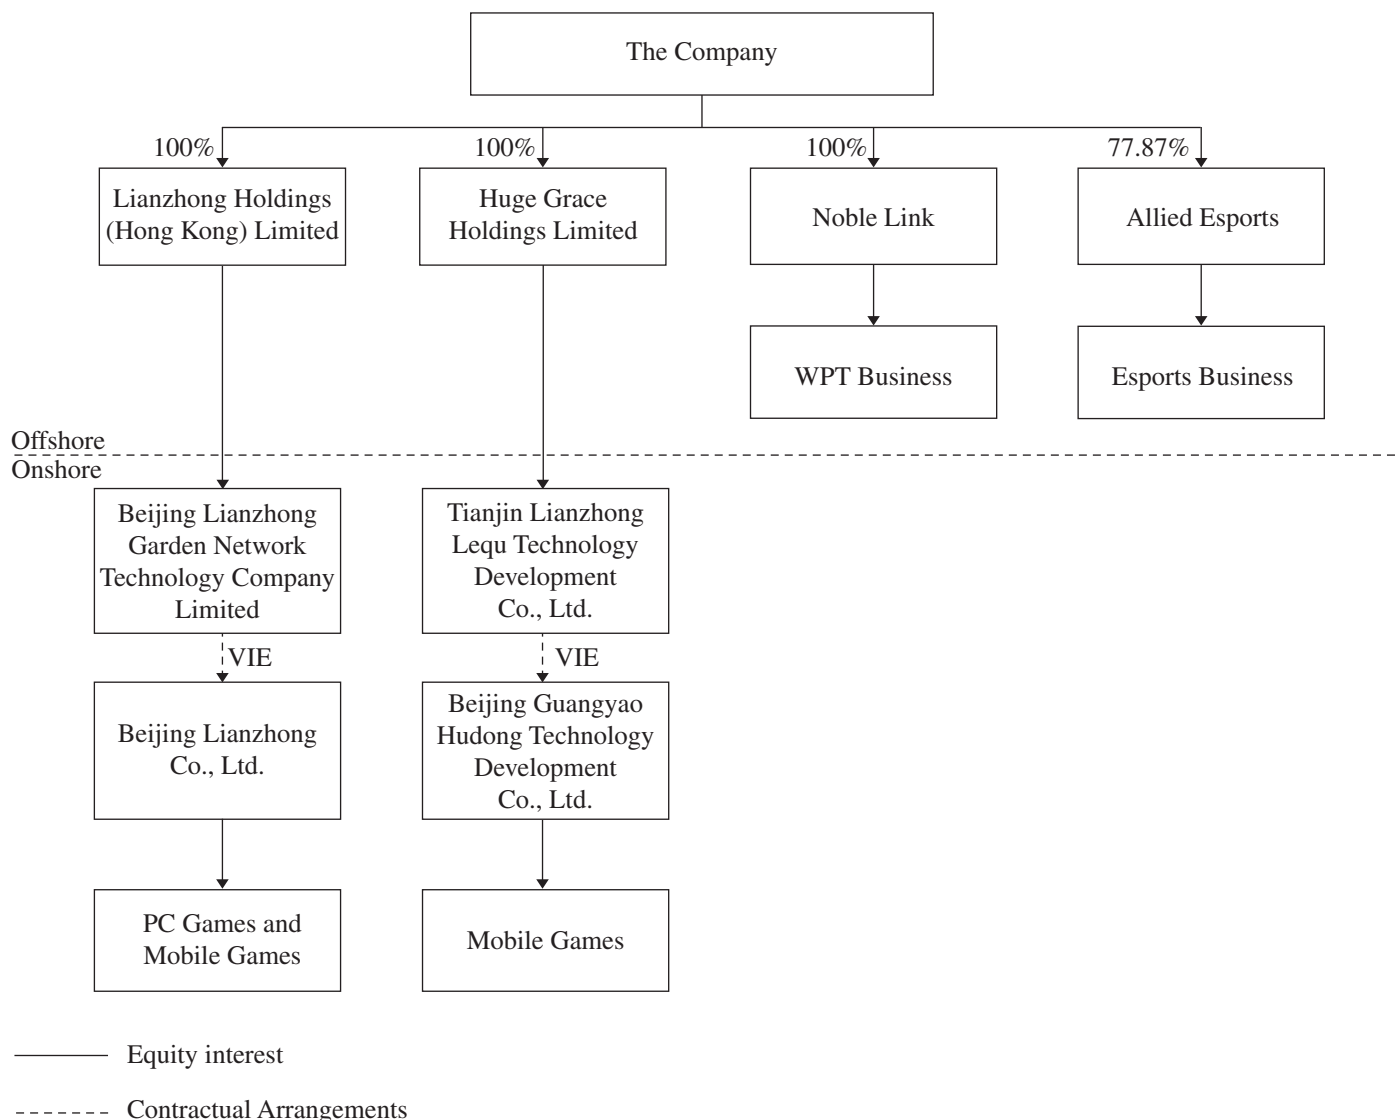 The Company
100%
100%
100%
77.87%
Lianzhong Holdings
(Hong Kong) Limited
Huge Grace
Holdings Limited
Noble Link
Allied Esports
WPT Business
Esports Business
Offshore
Onshore
Beijing Lianzhong
Garden Network
Technology Company
Limited
Tianjin Lianzhong
Lequ Technology
Development
Co., Ltd.
VIE
VIE
Beijing Lianzhong
Co., Ltd.
Beijing Guangyao
Hudong Technology
Development
Co., Ltd.
PC Games and
Mobile Games
Mobile Games
Equity interest
Contractual Arrangements